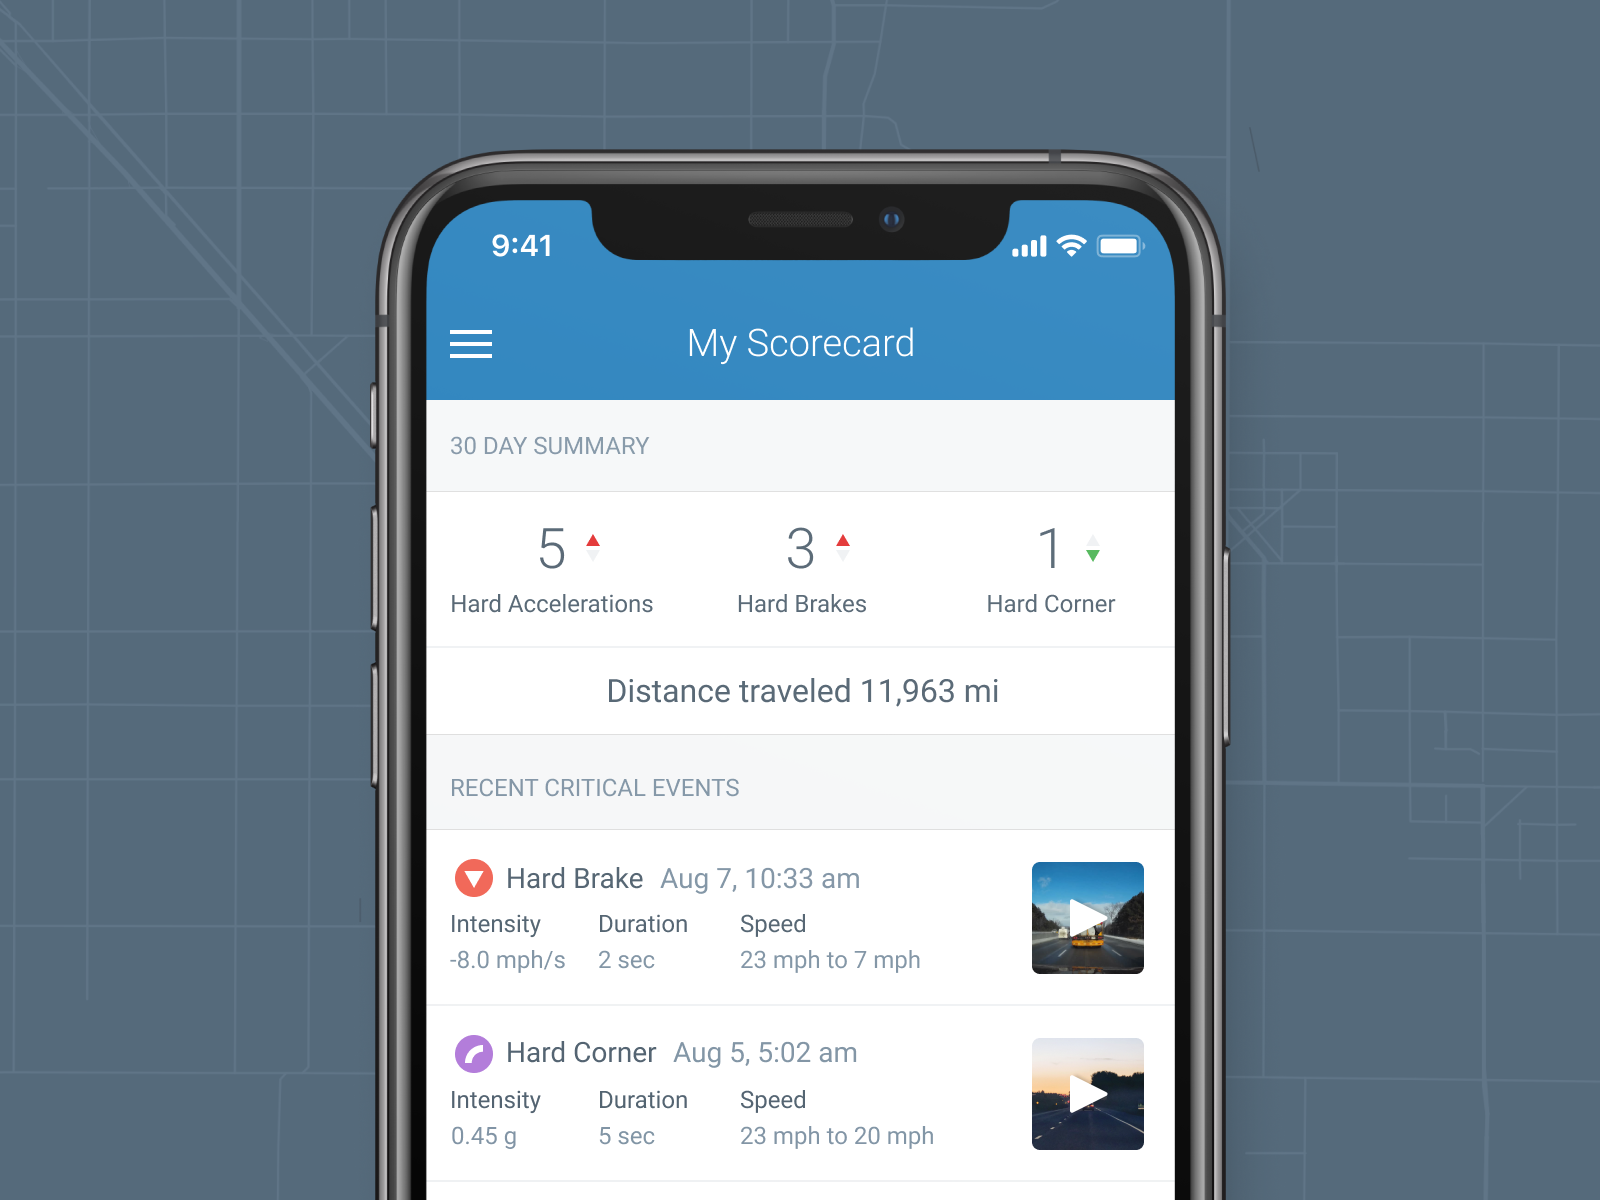 9:41
My Scorecard
30 DAY SUMMARY
5 3 1
Hard Accelerations Hard Brakes Hard Corner
Distance traveled 11,963 mi
RECENT CRITICAL EVENTS
Hard Brake Aug 7, 10:33 am
Intensity Duration Speed
-8.0 mph/s 2 sec 23 mph to 7 mph
Hard Corner Aug 5, 5:02 am
Intensity Duration Speed
0.45 g 5 sec 23 mph to 20 mph